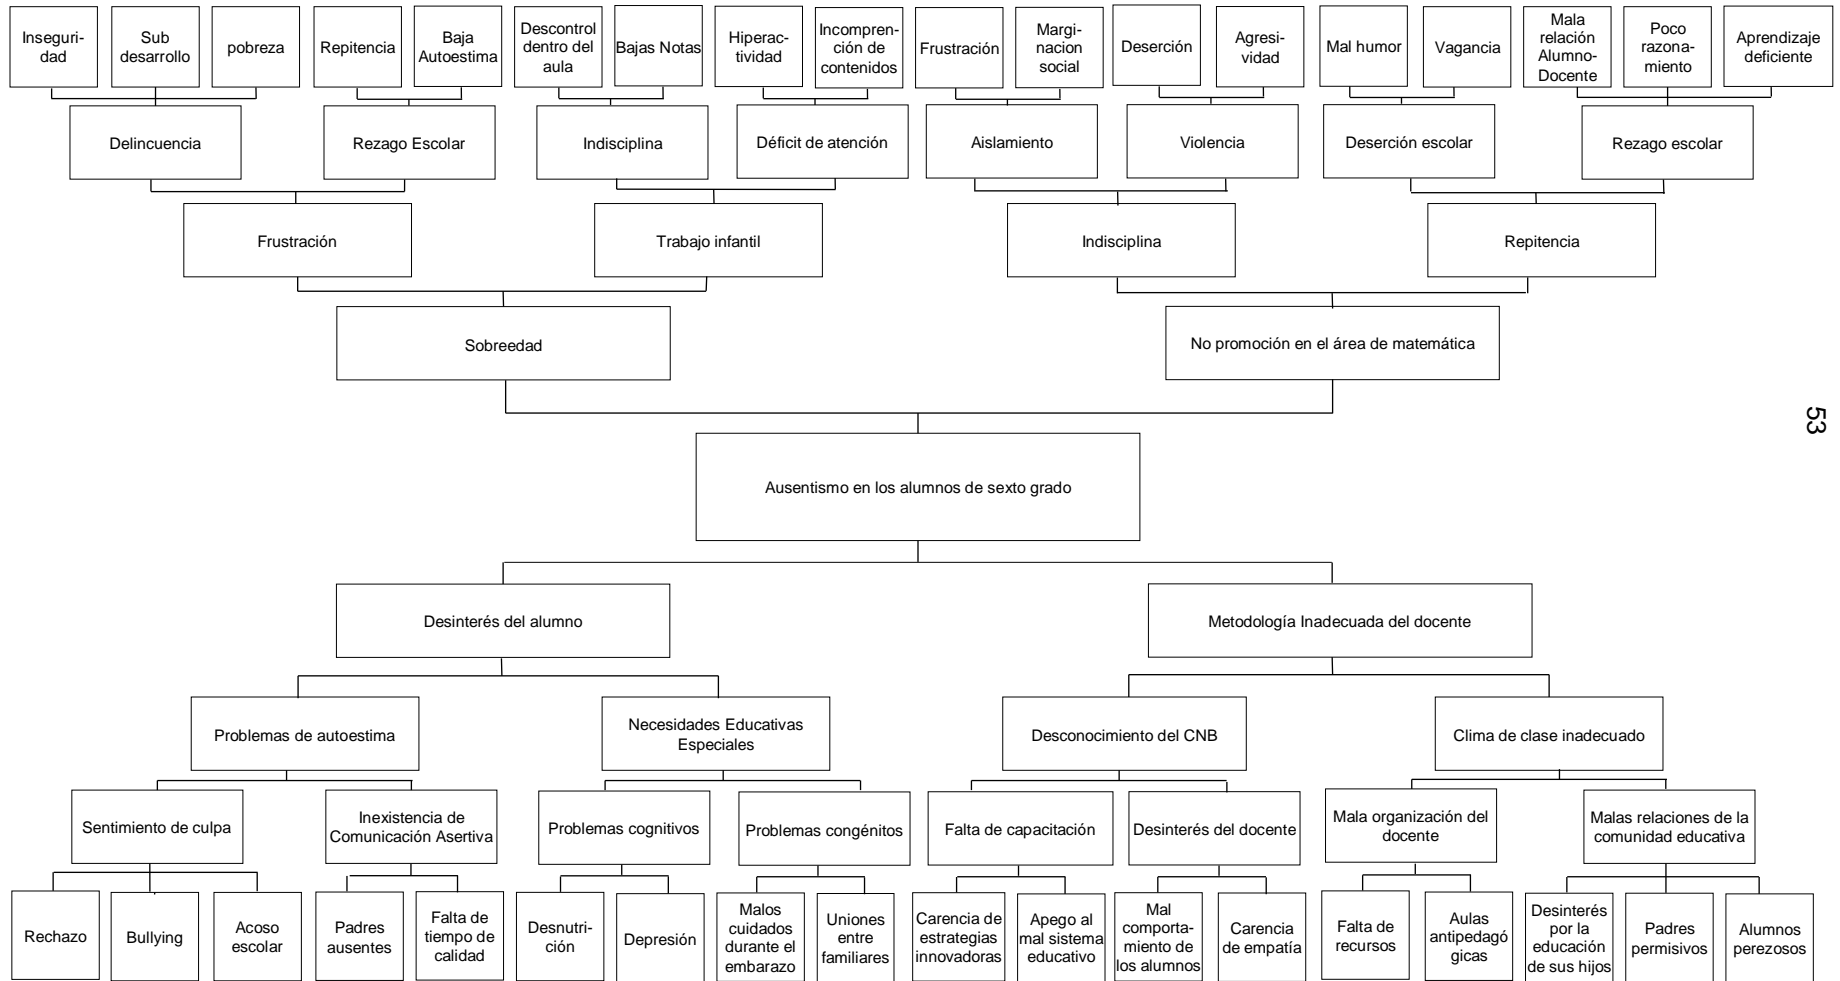 Inseguri-
dad
Sub
desarrollo
pobreza
Repitencia
Baja
Autoestima
Descontrol
dentro del
aula
Bajas Notas
Hiperac-
tividad
Incompren-
ción de
contenidos
Frustración
Margi-
nacion
social
Deserción
Agresi-
vidad
Mal humor
Vagancia
Mala
relación
Alumno-
Docente
Poco
razona-
miento
Aprendizaje
deficiente
Delincuencia
Rezago Escolar
Indisciplina
Déficit de atención
Aislamiento
Violencia
Deserción escolar
Rezago escolar
Frustración
Trabajo infantil
Indisciplina
Repitencia
Sobreedad
No promoción en el área de matemática
53
Ausentismo en los alumnos de sexto grado
Desinterés del alumno
Metodología Inadecuada del docente
Problemas de autoestima
Necesidades Educativas
Especiales
Desconocimiento del CNB
Clima de clase inadecuado
Sentimiento de culpa
Inexistencia de
Comunicación Asertiva
Problemas cognitivos
Problemas congénitos
Falta de capacitación
Desinterés del docente
Mala organización del
docente
Malas relaciones de la
comunidad educativa
Rechazo
Bullying
Acoso
escolar
Padres
ausentes
Falta de
tiempo de
calidad
Desnutri-
ción
Depresión
Malos
cuidados
durante el
embarazo
Uniones
entre
familiares
Carencia de
estrategias
innovadoras
Apego al
mal sistema
educativo
Mal
comporta-
miento de
los alumnos
Carencia
de empatía
Falta de
recursos
Aulas
antipedagó
gicas
Desinterés
por la
educación
de sus hijos
Padres
permisivos
Alumnos
perezosos